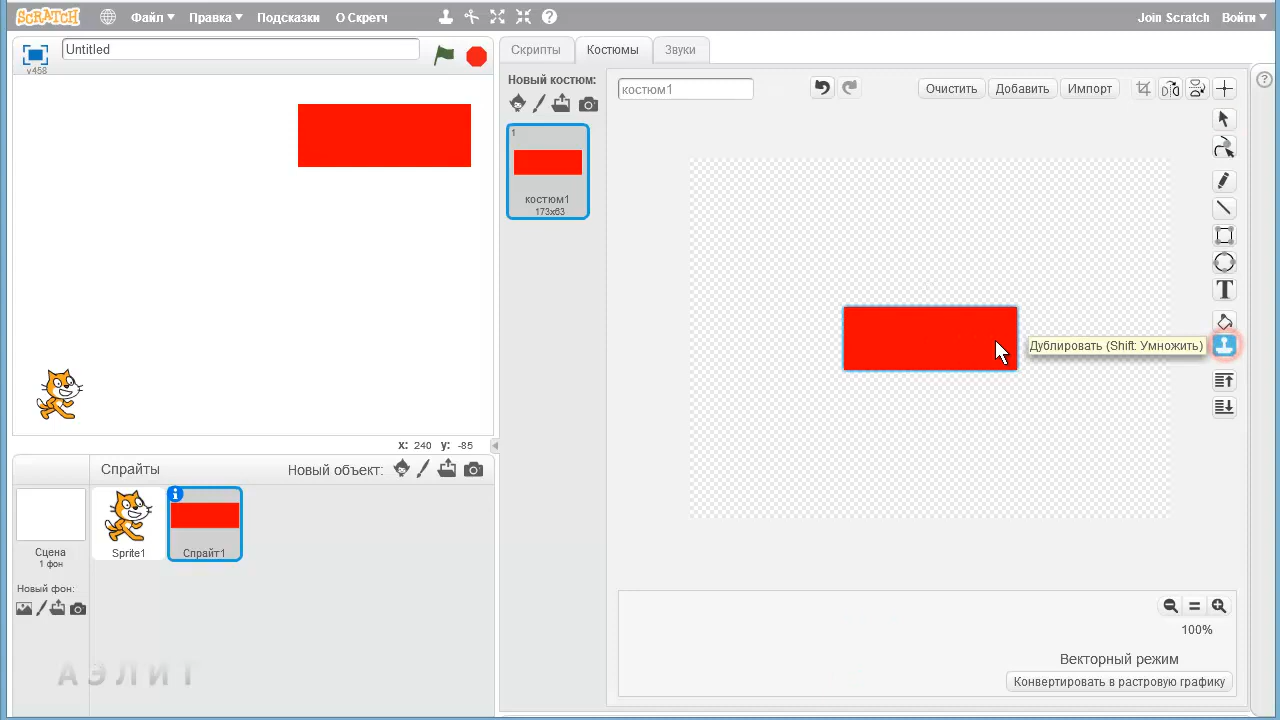 SCRATCH Файл Правка Подсказки О Скретч Join Scratch Войти
v458 Untitled
Скрипты Костюмы Звуки
Новый костюм:
костюм1 Очистить Добавить Импорт
1
костюм1
173x63
T
Дублировать (Shift: Умножить)
x: 240 y: -85
Спрайты Новый объект:
Sprite1 Спрайт1
Сцена
1 фон
Новый фон:
100%
Векторный режим
Конвертировать в растровую графику
АЭЛИТ